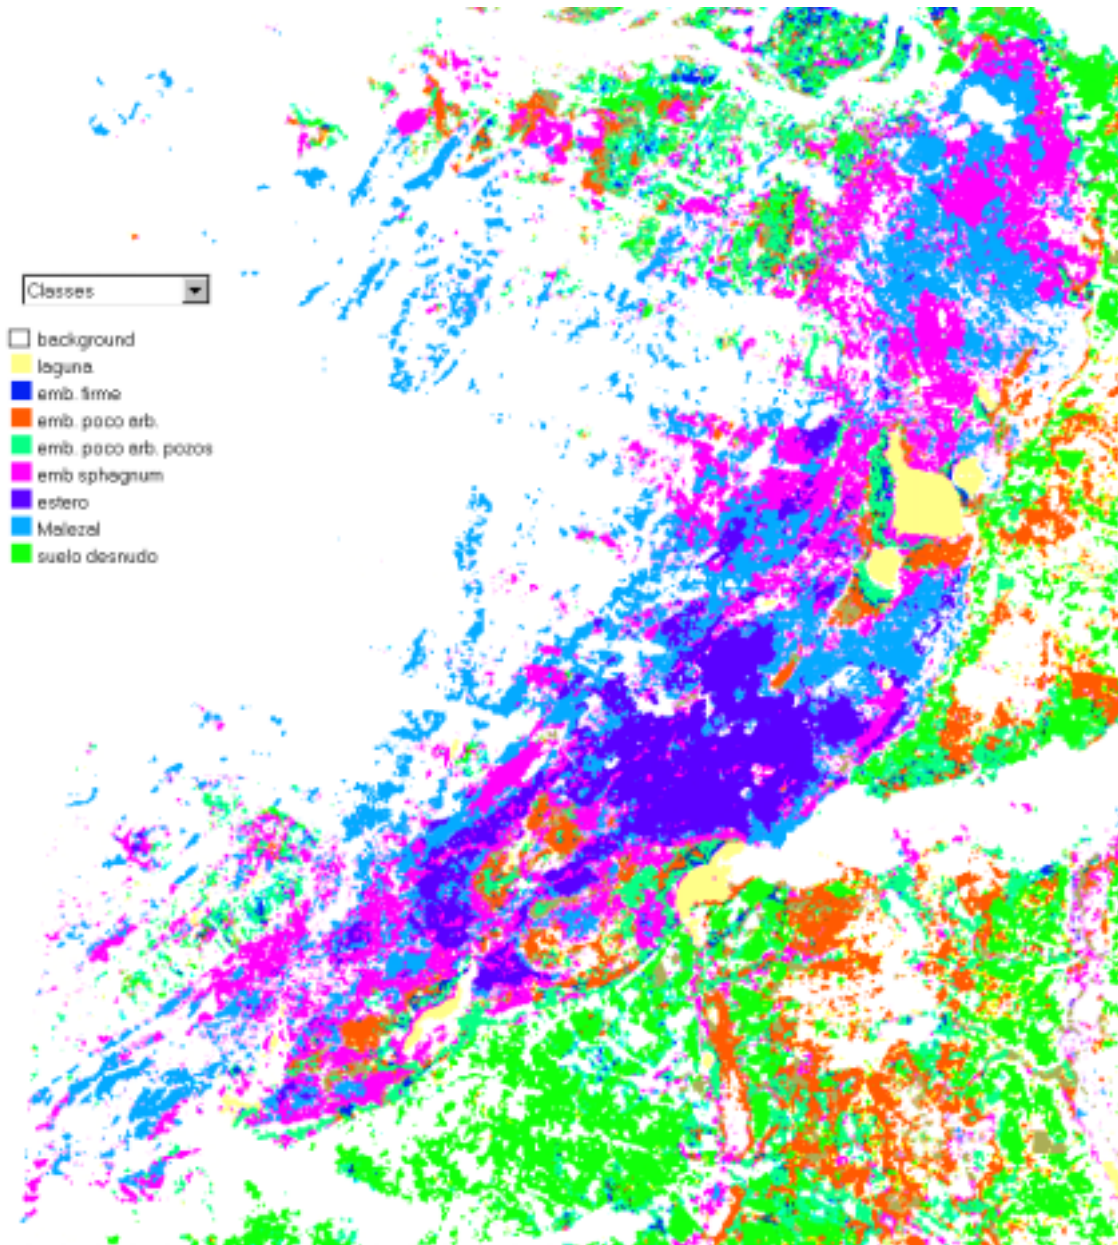 Classes
background
laguna
emb. firme
emb. poco arb.
emb. poco arb. pozos
emb sphagnum
estero
Malezal
suelo desnudo